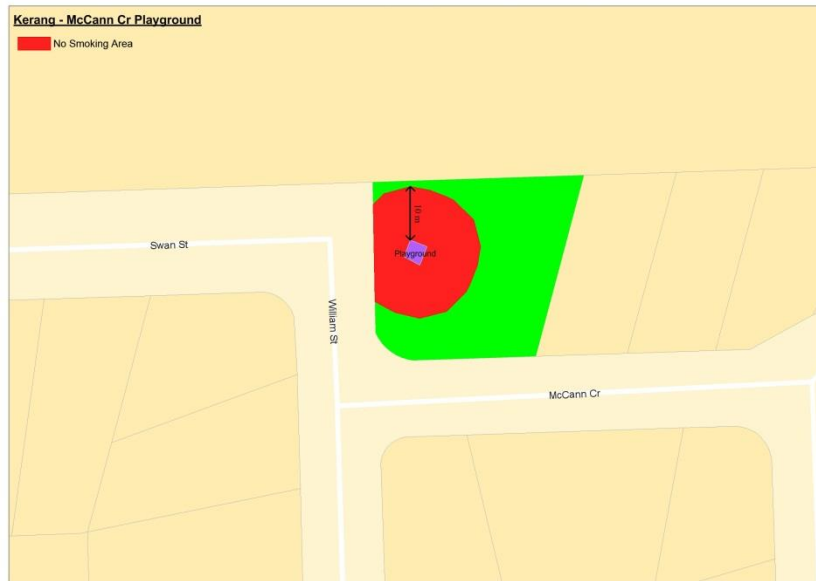 Kerang - McCann Cr Playground
No Smoking Area
10 m
Playground
Swan St
William St
McCann Cr